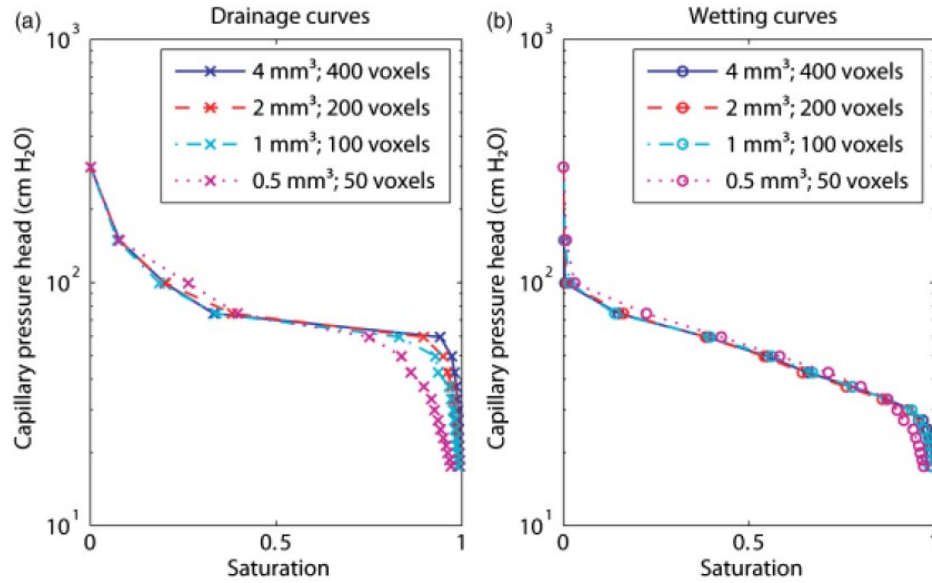 (a) Drainage curves
10³
4 mm³; 400 voxels
2 mm³; 200 voxels
1 mm³; 100 voxels
0.5 mm³; 50 voxels
Capillary pressure head (cm H₂O)
10²
10¹
0 0.5 1
Saturation
(b) Wetting curves
10³
4 mm³; 400 voxels
2 mm³; 200 voxels
1 mm³; 100 voxels
0.5 mm³; 50 voxels
Capillary pressure head (cm H₂O)
10²
10¹
0 0.5 1
Saturation